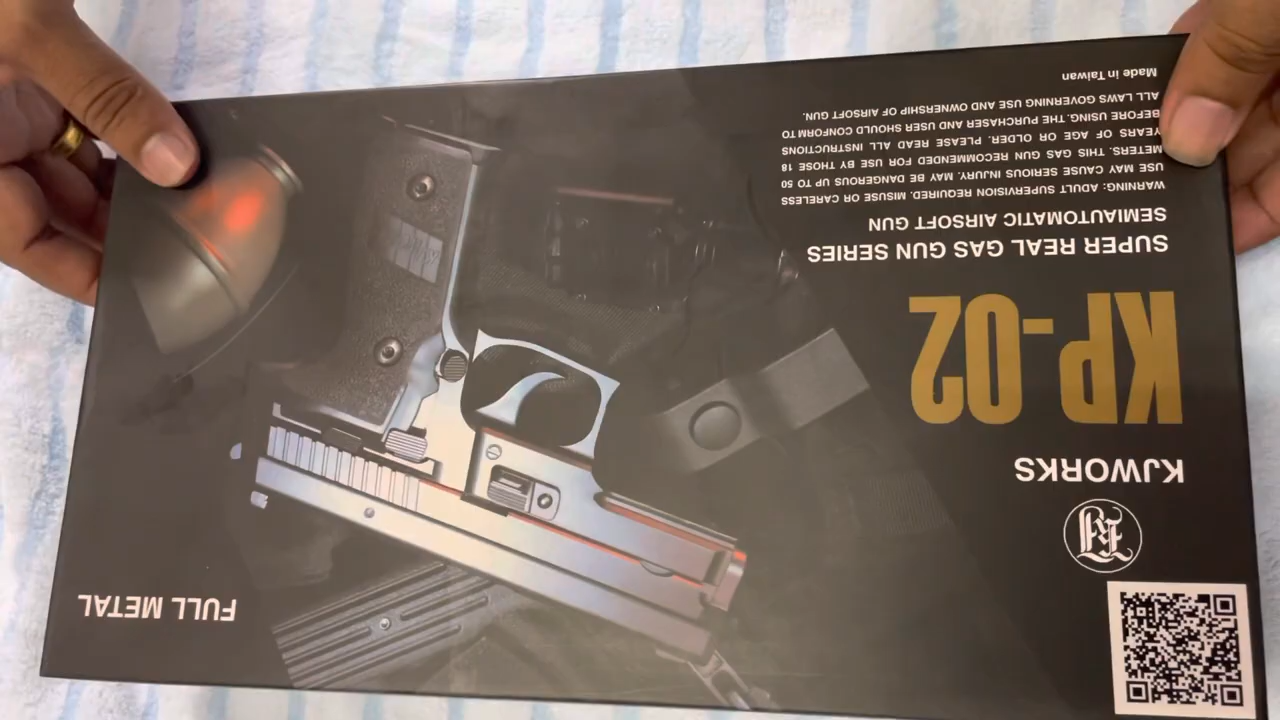 KJWORKS
KP-02
SUPER REAL GAS GUN SERIES
SEMIAUTOMATIC AIRSOFT GUN
WARNING: ADULT SUPERVISION REQUIRED. MISUSE OR CARELESS
USE MAY CAUSE SERIOUS INJURY. MAY BE DANGEROUS UP TO 50
METERS. THIS GAS GUN RECOMMENDED FOR USE BY THOSE 18
YEARS OF AGE OR OLDER. PLEASE READ ALL INSTRUCTIONS
BEFORE USING. THE PURCHASER AND USER SHOULD CONFORM TO
ALL LAWS GOVERNING USE AND OWNERSHIP OF AIRSOFT GUN.
Made in Taiwan
FULL METAL